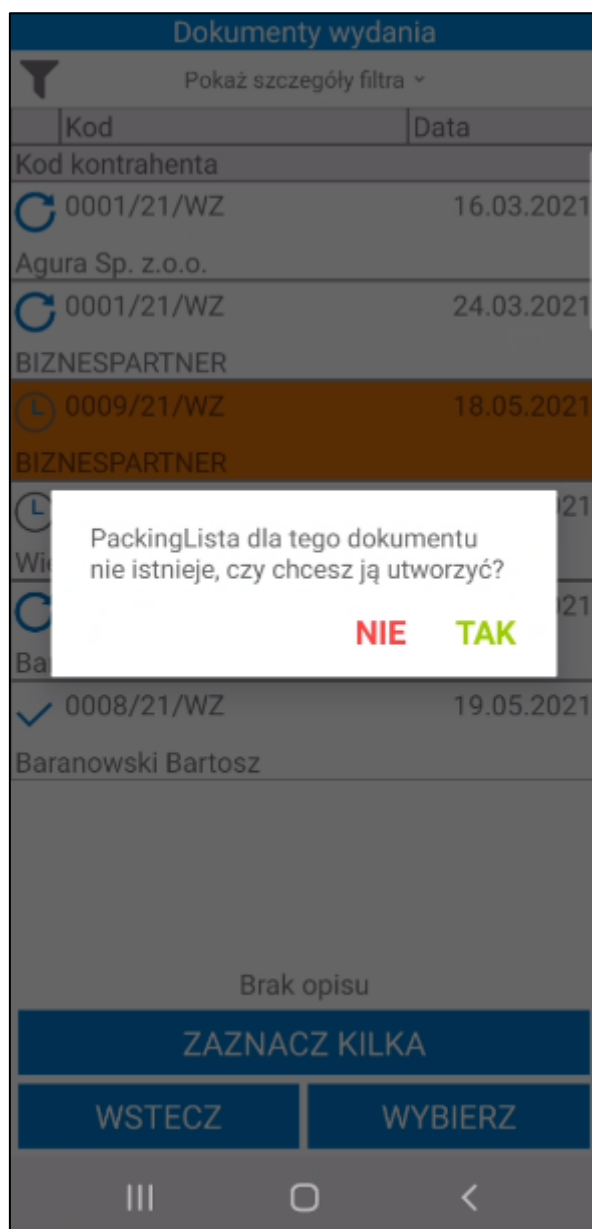 Dokumenty wydania
Pokaż szczegóły filtra
Kod Data
Kod kontrahenta
0001/21/WZ 16.03.2021
Agura Sp. z.o.o.
0001/21/WZ 24.03.2021
BIZNESPARTNER
0009/21/WZ 18.05.2021
BIZNESPARTNER
PackingLista dla tego dokumentu
nie istnieje, czy chcesz ją utworzyć?
NIE TAK
0008/21/WZ 19.05.2021
Baranowski Bartosz
Brak opisu
ZAZNACZ KILKA
WSTECZ WYBIERZ